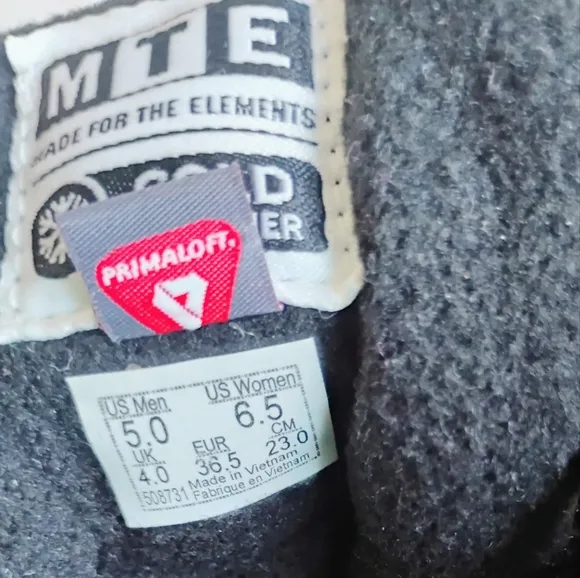 MTE
MADE FOR THE ELEMENTS
PRIMALOFT.
US Men US Women
5.0 6.5
UK EUR CM
4.0 36.5 23.0
Made in Vietnam
508731 Fabrique en Vietnam